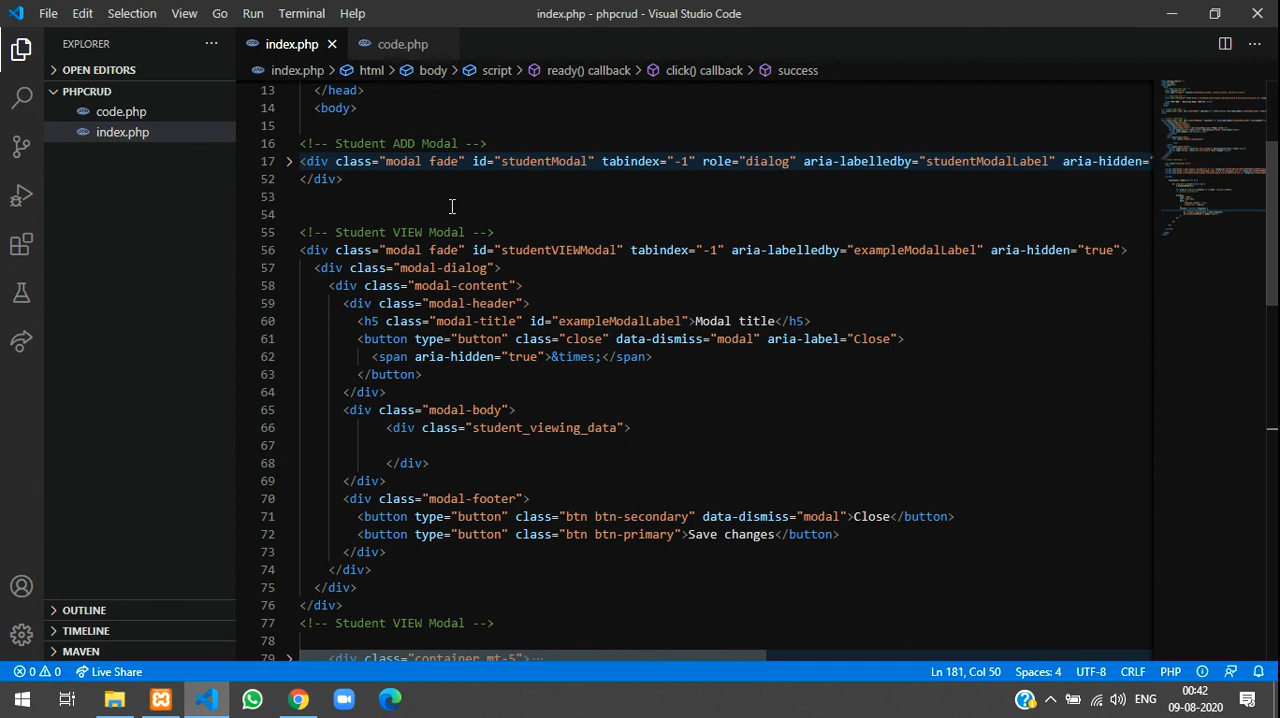 File Edit Selection View Go Run Terminal Help
index.php - phpcrud - Visual Studio Code
EXPLORER
OPEN EDITORS
PHPCRUD
code.php
index.php
OUTLINE
TIMELINE
MAVEN
index.php code.php
index.php > html > body > script > ready() callback > click() callback > success
13 </head>
14 <body>
15
16 <!-- Student ADD Modal -->
17 <div class="modal fade" id="studentModal" tabindex="-1" role="dialog" aria-labelledby="studentModalLabel" aria-hidden="
52 </div>
53
54
55 <!-- Student VIEW Modal -->
56 <div class="modal fade" id="studentVIEWModal" tabindex="-1" aria-labelledby="exampleModalLabel" aria-hidden="true">
57 <div class="modal-dialog">
58 <div class="modal-content">
59 <div class="modal-header">
60 <h5 class="modal-title" id="exampleModalLabel">Modal title</h5>
61 <button type="button" class="close" data-dismiss="modal" aria-label="Close">
62 <span aria-hidden="true">&times;</span>
63 </button>
64 </div>
65 <div class="modal-body">
66 <div class="student_viewing_data">
67
68 </div>
69 </div>
70 <div class="modal-footer">
71 <button type="button" class="btn btn-secondary" data-dismiss="modal">Close</button>
72 <button type="button" class="btn btn-primary">Save changes</button>
73 </div>
74 </div>
75 </div>
76 </div>
77 <!-- Student VIEW Modal -->
78
79 <div class="container mt-5">
0 0 Live Share Ln 181, Col 50 Spaces: 4 UTF-8 CRLF PHP
ENG 00:42
09-08-2020